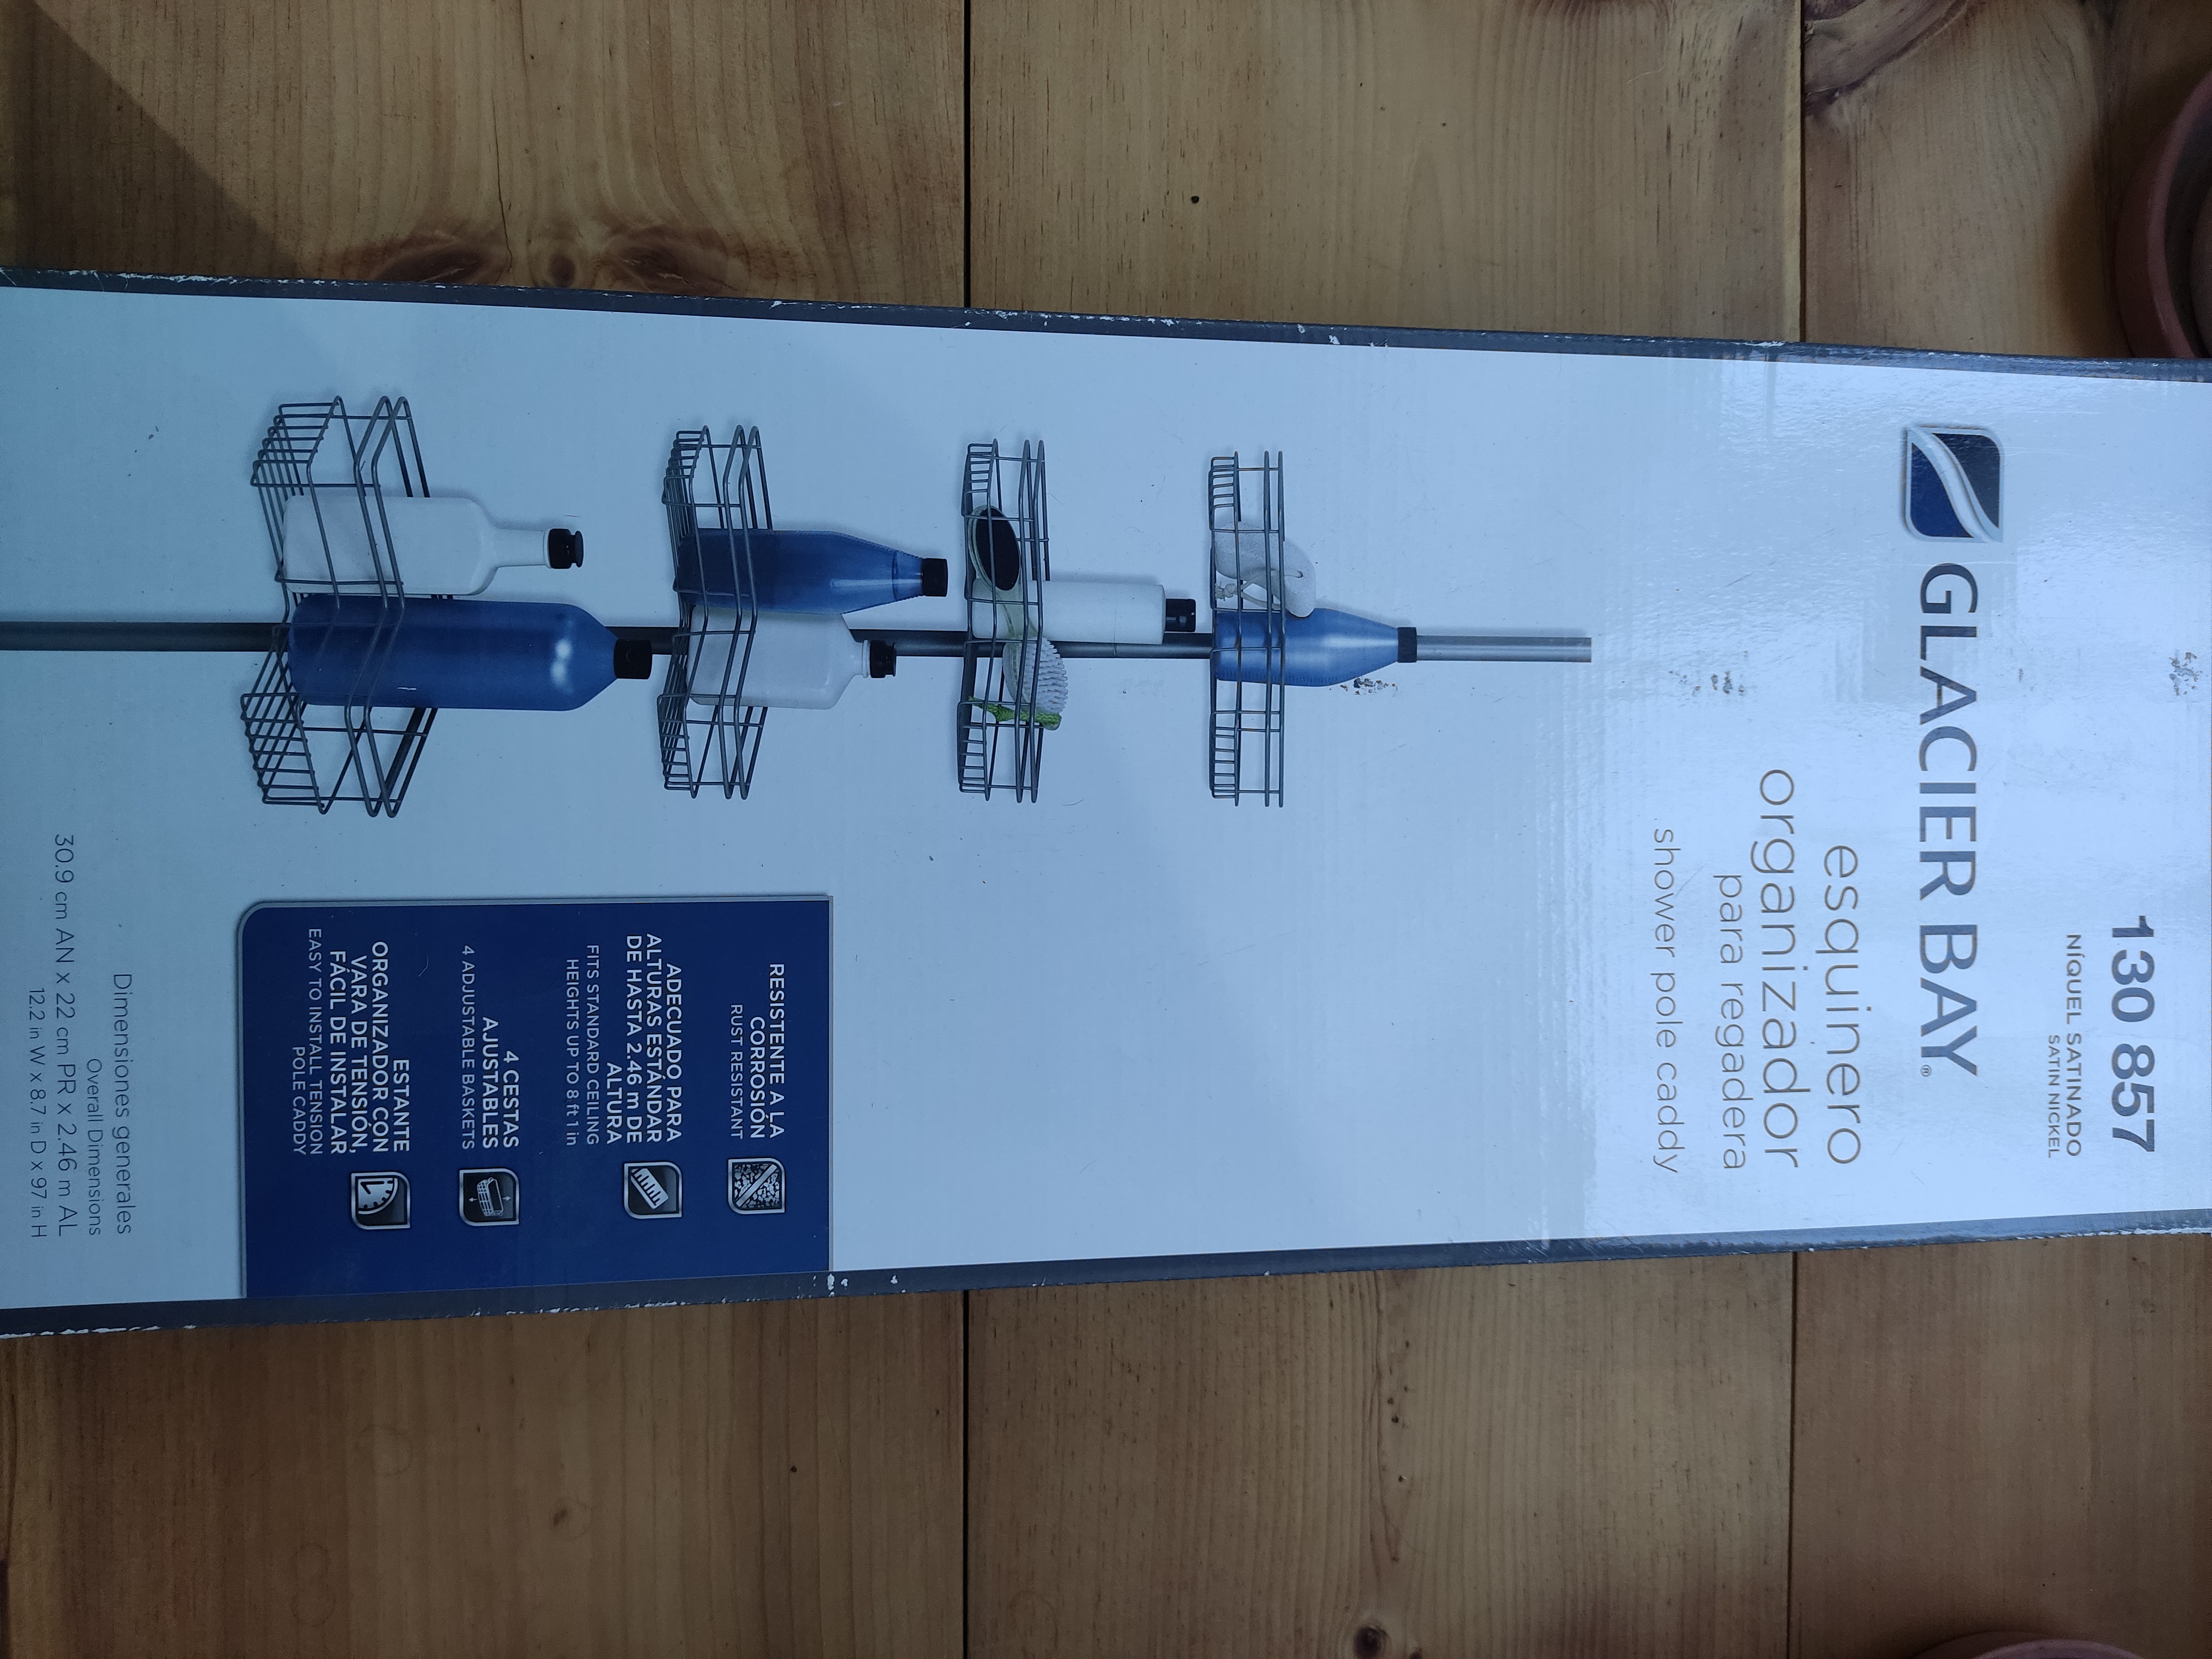 130 857
NÍQUEL SATINADO
SATIN NICKEL
GLACIER BAY®
esquinero
organizador
para regadera
shower pole caddy
RESISTENTE A LA
CORROSIÓN
RUST RESISTANT
ADECUADO PARA
ALTURAS ESTÁNDAR
DE HASTA 2.46 m DE
ALTURA
FITS STANDARD CEILING
HEIGHTS UP TO 8 ft 1 in
4 CESTAS
AJUSTABLES
4 ADJUSTABLE BASKETS
ESTANTE
ORGANIZADOR CON
VARA DE TENSIÓN,
FÁCIL DE INSTALAR
EASY TO INSTALL TENSION
POLE CADDY
Dimensiones generales
Overall Dimensions
30.9 cm AN x 22 cm PR x 2.46 m AL
12.2 in W x 8.7 in D x 97 in H